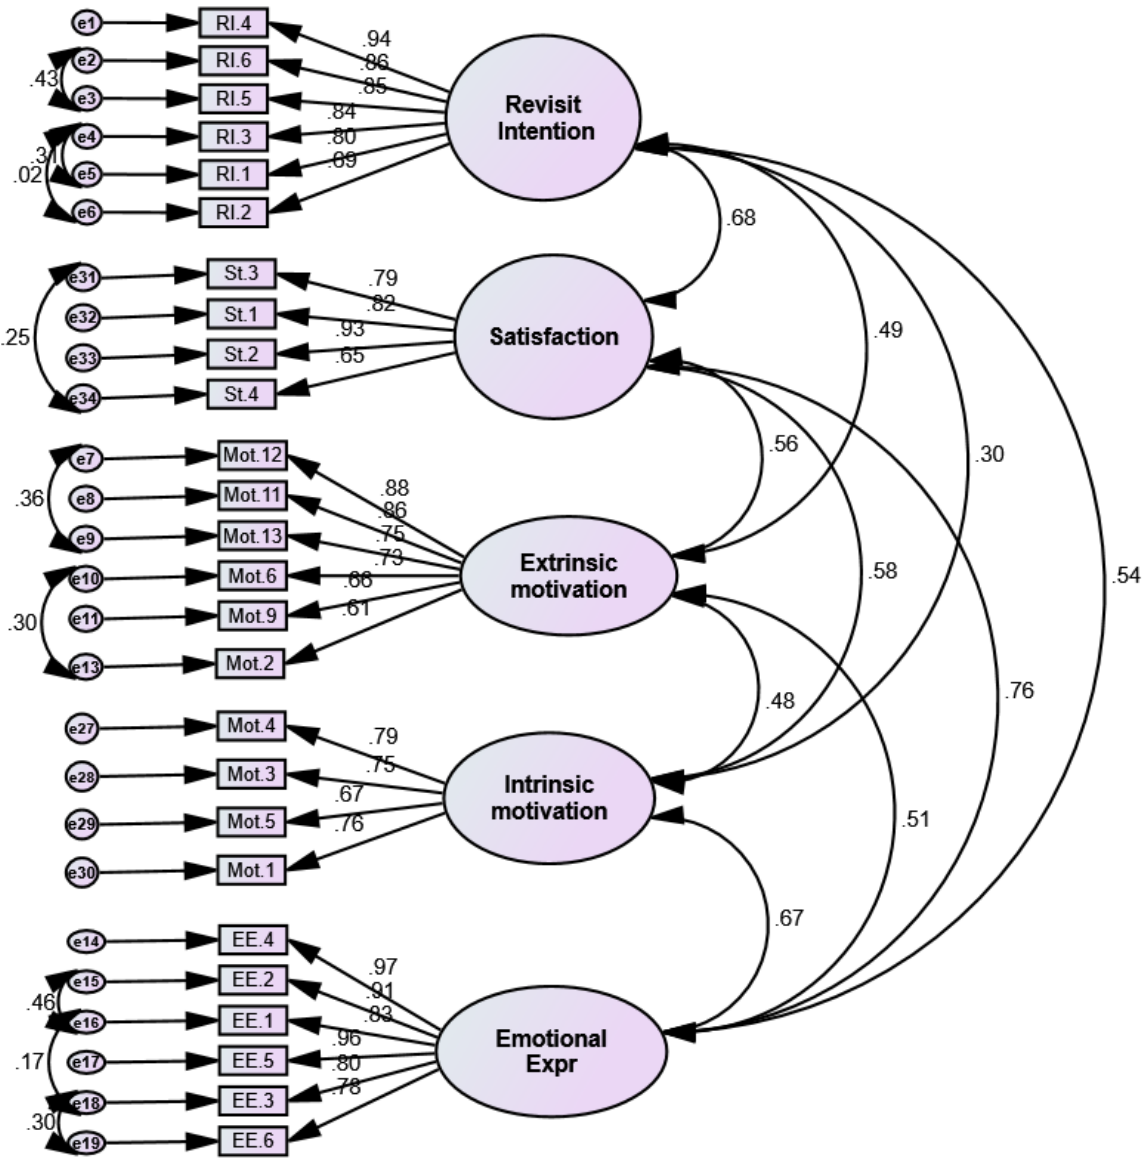 e1
RI.4
.94
e2
RI.6
.86
.43
e3
RI.5
.85
Revisit
Intention
e4
RI.3
.84
.31
.02
e5
RI.1
.80
e6
RI.2
.89
.68
e31
St.3
.79
e32
St.1
.82
.25
e33
St.2
.93
e34
St.4
.65
Satisfaction
.49
.56
.30
.58
.54
e7
Mot.12
.88
.36
e8
Mot.11
.86
e9
Mot.13
.75
e10
Mot.6
.73
.30
e11
Mot.9
e13
Mot.2
.61
Extrinsic
motivation
.48
.76
.51
e27
Mot.4
.79
e28
Mot.3
.75
e29
Mot.5
.67
e30
Mot.1
.76
Intrinsic
motivation
.67
e14
EE.4
.97
e15
EE.2
.91
.46
e16
EE.1
.83
.17
e17
EE.5
.96
e18
EE.3
.80
.30
e19
EE.6
.78
Emotional
Expr